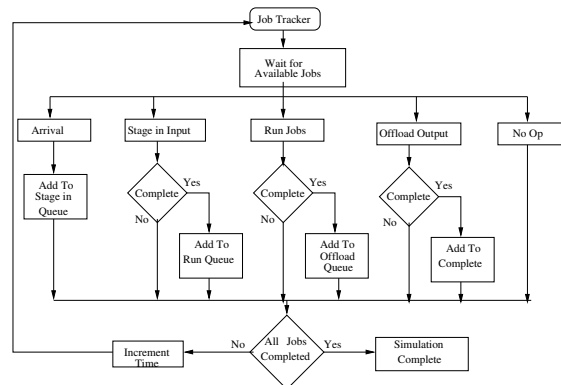 Job Tracker
Wait for
Available Jobs
Arrival
Stage in Input
Run Jobs
Offload Output
No Op
Add To
Stage in
Queue
Complete
Yes
No
Add To
Run Queue
Complete
Yes
No
Add To
Offload
Queue
Complete
Yes
No
Add To
Complete
All Jobs
Completed
No
Yes
Increment
Time
Simulation
Complete